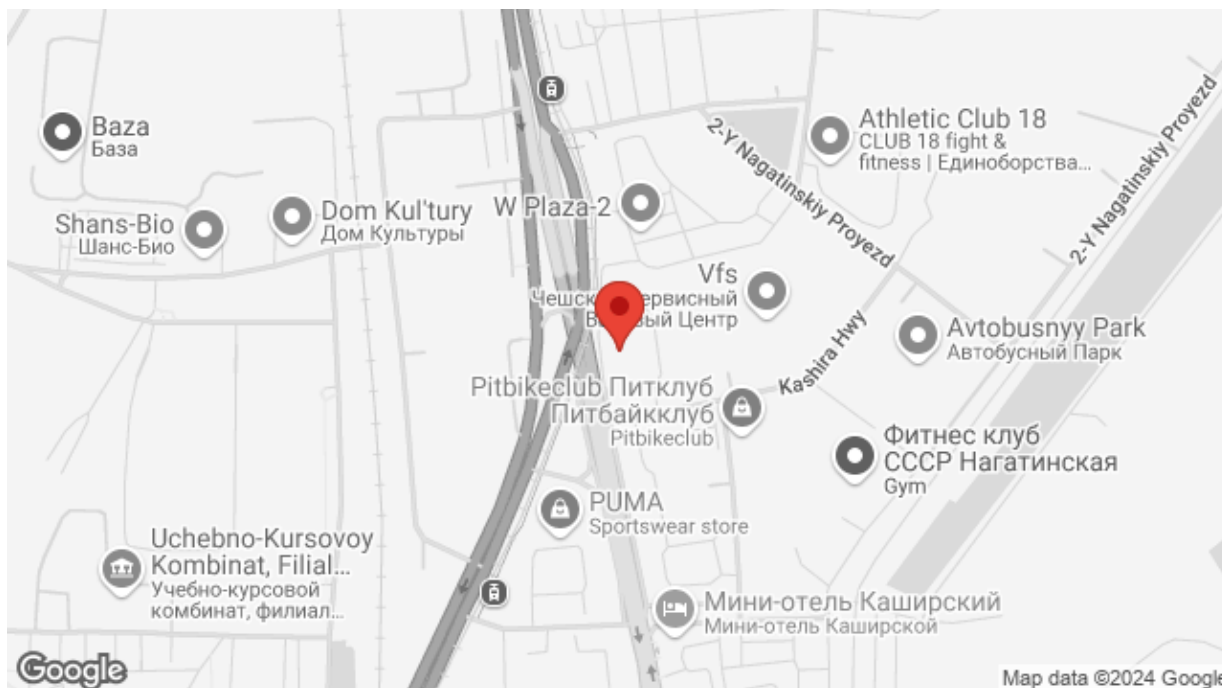 Baza
База
Athletic Club 18
CLUB 18 fight &
fitness | Единоборства...
2-Y Nagatinskiy Proyezd
2-Y Nagatinskiy Proyezd
Shans-Bio
Шанс-Био
Dom Kul'tury
Дом Культуры
W Plaza-2
Vfs
Сервисный
Центр
Avtobusnyy Park
Автобусный Парк
Kashira Hwy
Pitbikeclub Питклуб
Питбайкклуб
Pitbikeclub
Фитнес клуб
СССР Нагатинская
Gym
PUMA
Sportswear store
Uchebno-Kursovoy
Kombinat, Filial...
Учебно-курсовой
комбинат, филиал...
Мини-отель Каширский
Мини-отель Каширской
Google
Map data ©2024 Google